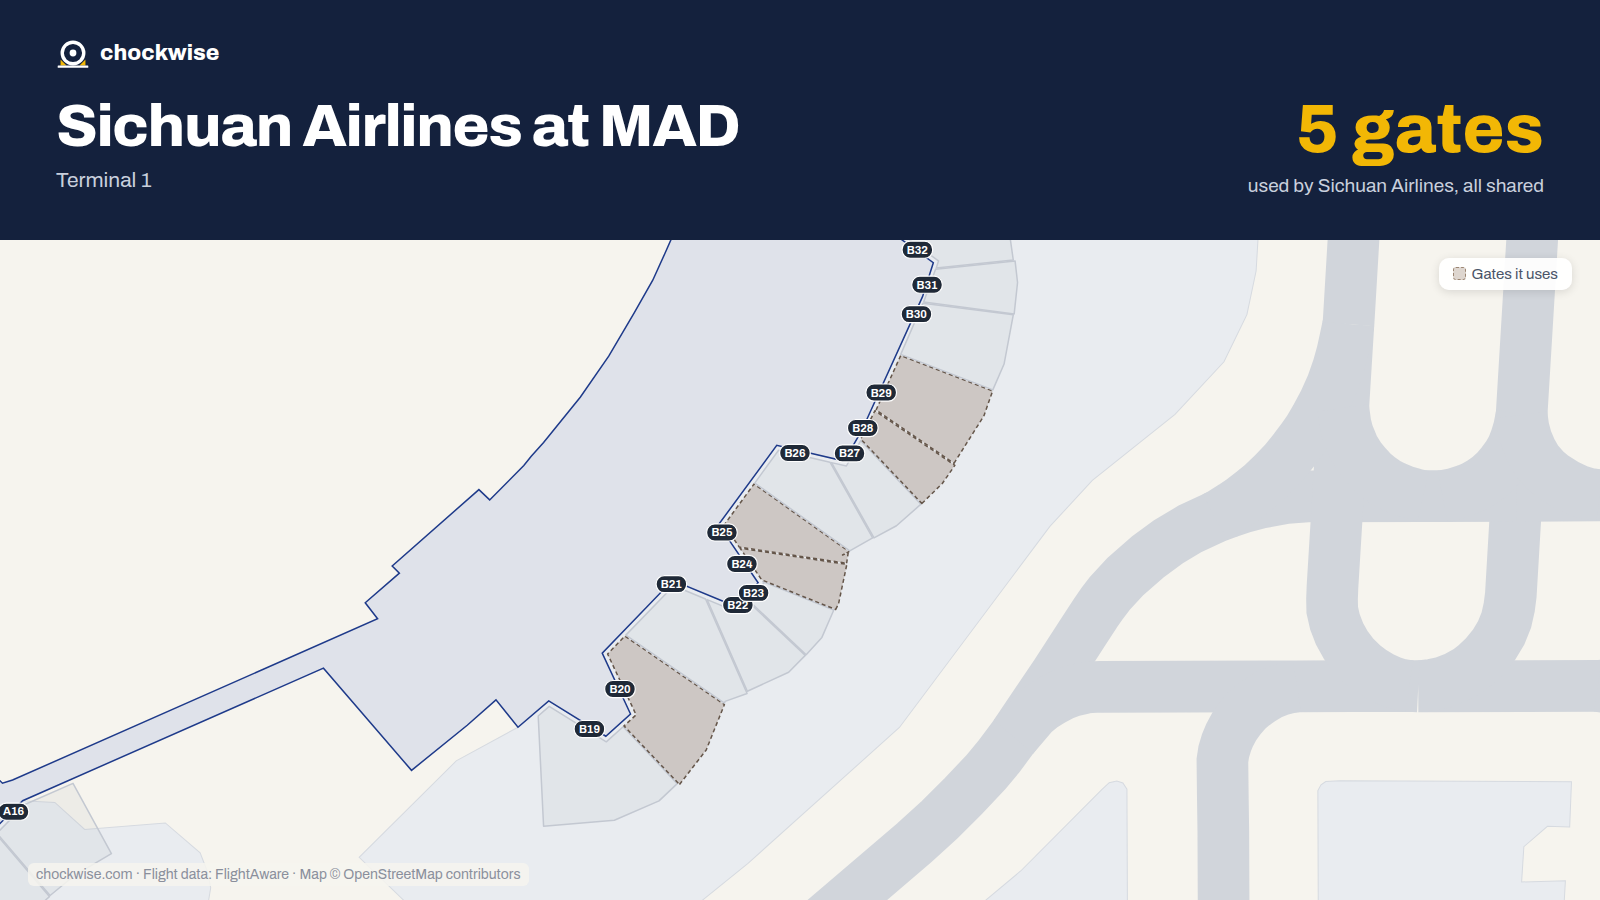 chockwise
Sichuan Airlines at MAD
Terminal 1
5 gates
used by Sichuan Airlines, all shared
Gates it uses
B32
B31
B30
B29
B28
B27
B26
B25
B24
B23
B22
B21
B20
B19
A16
chockwise.com · Flight data: FlightAware · Map © OpenStreetMap contributors